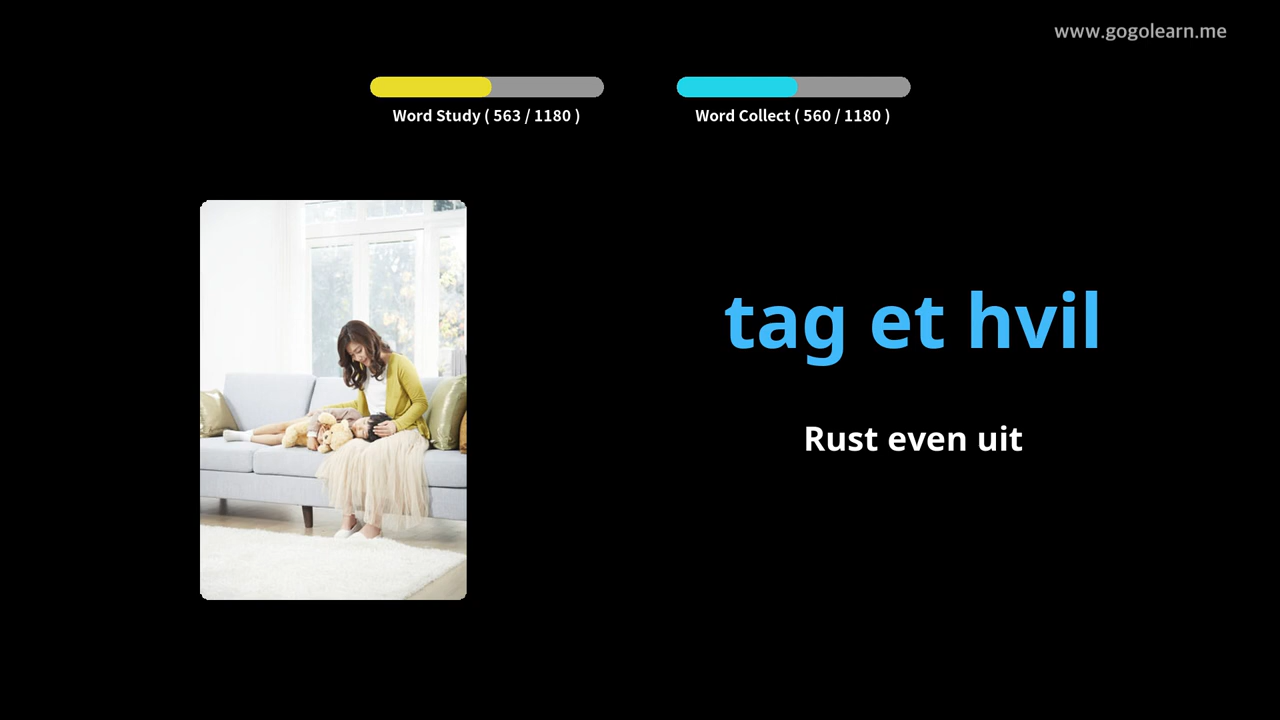 www.gogolearn.me
Word Study ( 563 / 1180 )
Word Collect ( 560 / 1180 )
tag et hvil
Rust even uit